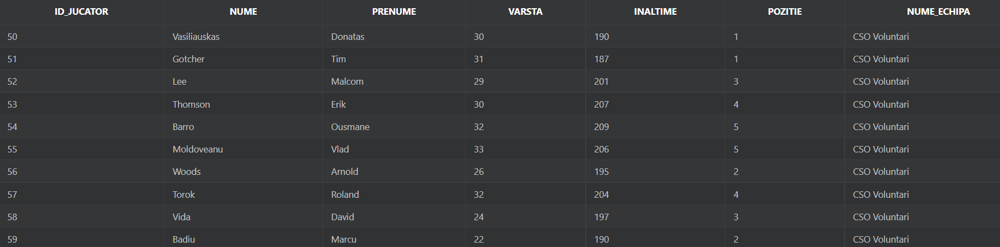 ID_JUCATOR NUME PRENUME VARSTA INALTIME POZITIE NUME_ECHIPA
50 Vasiliauskas Donatas 30 190 1 CSO Voluntari
51 Gotcher Tim 31 187 1 CSO Voluntari
52 Lee Malcom 29 201 3 CSO Voluntari
53 Thomson Erik 30 207 4 CSO Voluntari
54 Barro Ousmane 32 209 5 CSO Voluntari
55 Moldoveanu Vlad 33 206 5 CSO Voluntari
56 Woods Arnold 26 195 2 CSO Voluntari
57 Torok Roland 32 204 4 CSO Voluntari
58 Vida David 24 197 3 CSO Voluntari
59 Badiu Marcu 22 190 2 CSO Voluntari